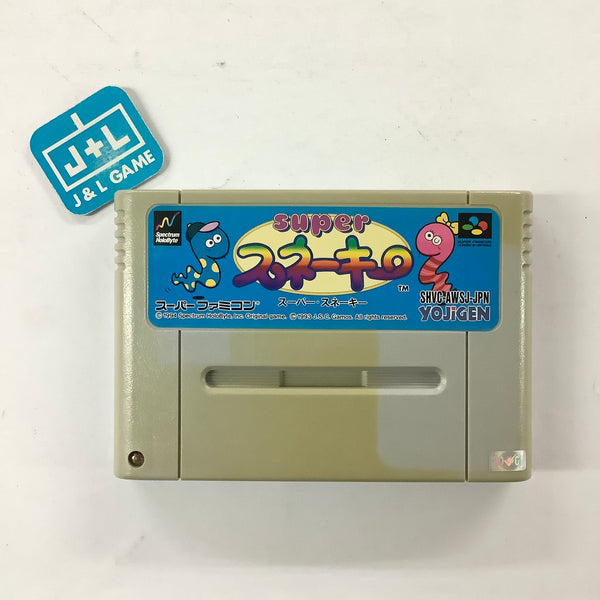 J+L
J & L GAME
Spectrum
HoloByte
super
スネーキー
TM
スーパー・スネーキー
スーパーファミコン
©1994 Spectrum HoloByte, Inc. Original game. ©1993 J.S.C. Games. All rights reserved.
SHVC-AWSJ-JPN
YOJIGEN